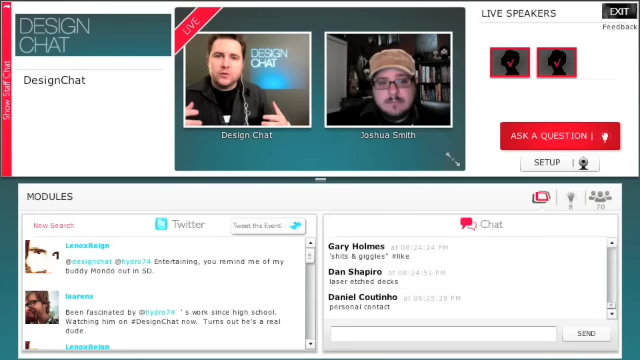 DESIGN
CHAT
DesignChat
Show Staff Chat
LIVE
DESIGN
CHAT
Design Chat
Joshua Smith
LIVE SPEAKERS
EXIT
Feedback
ASK A QUESTION |
SETUP |
MODULES
6
70
New Search
Twitter
Tweet this Event!
LenoxReign
@designchat @hydro74 Entertaining, you remind me of my
buddy Mondo out in SD.
laarens
Been fascinated by @hydro74 's work since high school.
Watching him on #DesignChat now. Turns out he's a real
dude.
LenoxReign
Chat
Gary Holmes at 08:24:24 PM
'shits & giggles" #like
Dan Shapiro at 08:24:51 PM
laser etched decks
Daniel Coutinho at 08:25:28 PM
personal contact
SEND